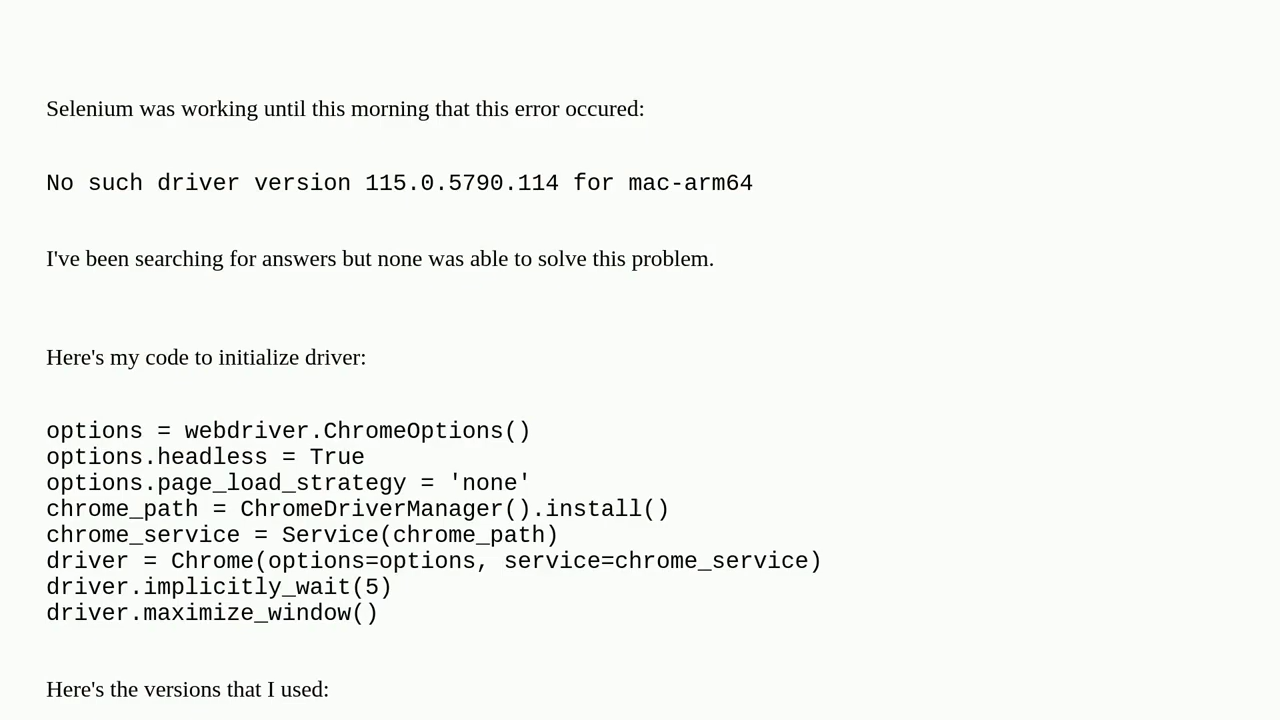 Selenium was working until this morning that this error occured:
No such driver version 115.0.5790.114 for mac-arm64
I've been searching for answers but none was able to solve this problem.
Here's my code to initialize driver:
options = webdriver.ChromeOptions()
options.headless = True
options.page_load_strategy = 'none'
chrome_path = ChromeDriverManager().install()
chrome_service = Service(chrome_path)
driver = Chrome(options=options, service=chrome_service)
driver.implicitly_wait(5)
driver.maximize_window()
Here's the versions that I used: